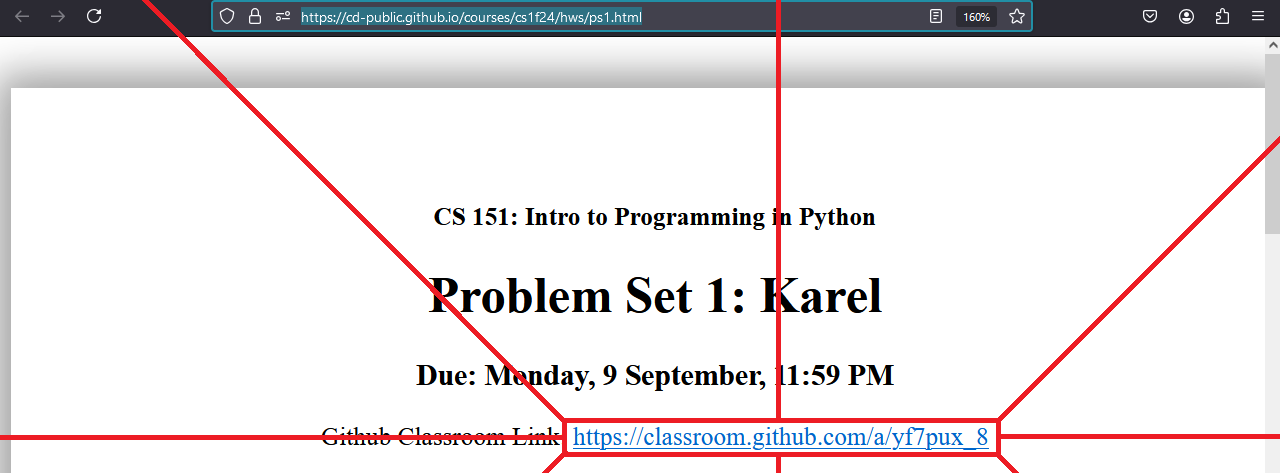 https://cd-public.github.io/courses/cs1f24/hws/ps1.html
160%
CS 151: Intro to Programming in Python
Problem Set 1: Karel
Due: Monday, 9 September, 11:59 PM
Github Classroom Link https://classroom.github.com/a/yf7pux_8